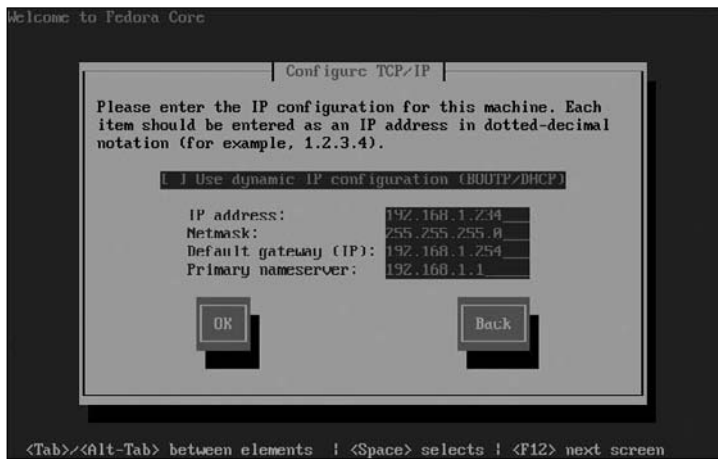 Welcome to Fedora Core
Configure TCP/IP
Please enter the IP configuration for this machine. Each
item should be entered as an IP address in dotted-decimal
notation (for example, 1.2.3.4).
[ ] Use dynamic IP configuration (BOOTP/DHCP)
IP address: 192.168.1.234
Netmask: 255.255.255.0
Default gateway (IP): 192.168.1.254
Primary nameserver: 192.168.1.1
OK Back
<Tab>/<Alt-Tab> between elements | <Space> selects | <F12> next screen